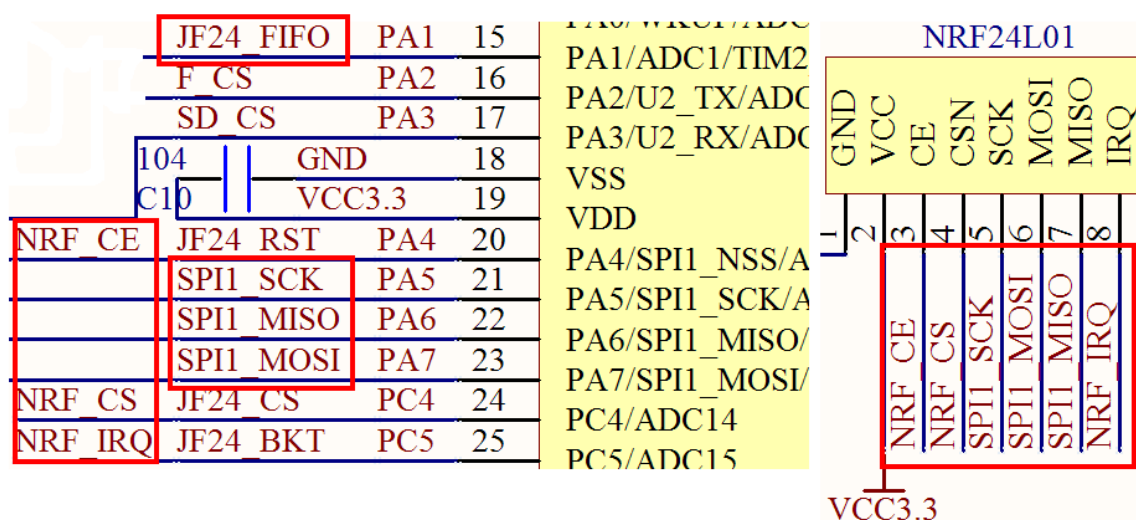 JF24_FIFO PA1 15
PA1/ADC1/TIM2
F_CS PA2 16
PA2/U2_TX/ADC
SD_CS PA3 17
PA3/U2_RX/ADC
104 GND 18
VSS
C10 VCC3.3 19
VDD
NRF_CE JF24_RST PA4 20
PA4/SPI1_NSS/A
SPI1_SCK PA5 21
PA5/SPI1_SCK/A
SPI1_MISO PA6 22
PA6/SPI1_MISO/
SPI1_MOSI PA7 23
PA7/SPI1_MOSI/
NRF_CS JF24_CS PC4 24
PC4/ADC14
NRF_IRQ JF24_BKT PC5 25
PC5/ADC15
NRF24L01
GND
VCC
CE
CSN
SCK
MOSI
MISO
IRQ
1
2
3
4
5
6
7
8
NRF_CE
NRF_CS
SPI1_SCK
SPI1_MOSI
SPI1_MISO
NRF_IRQ
VCC3.3